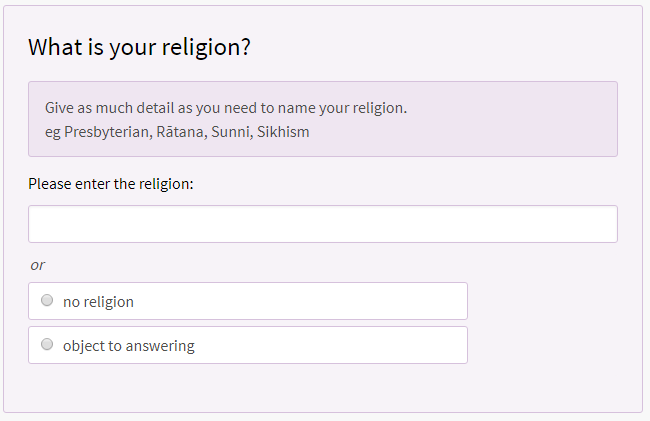 What is your religion?
Give as much detail as you need to name your religion.
eg Presbyterian, Rātana, Sunni, Sikhism
Please enter the religion:
or
no religion
object to answering